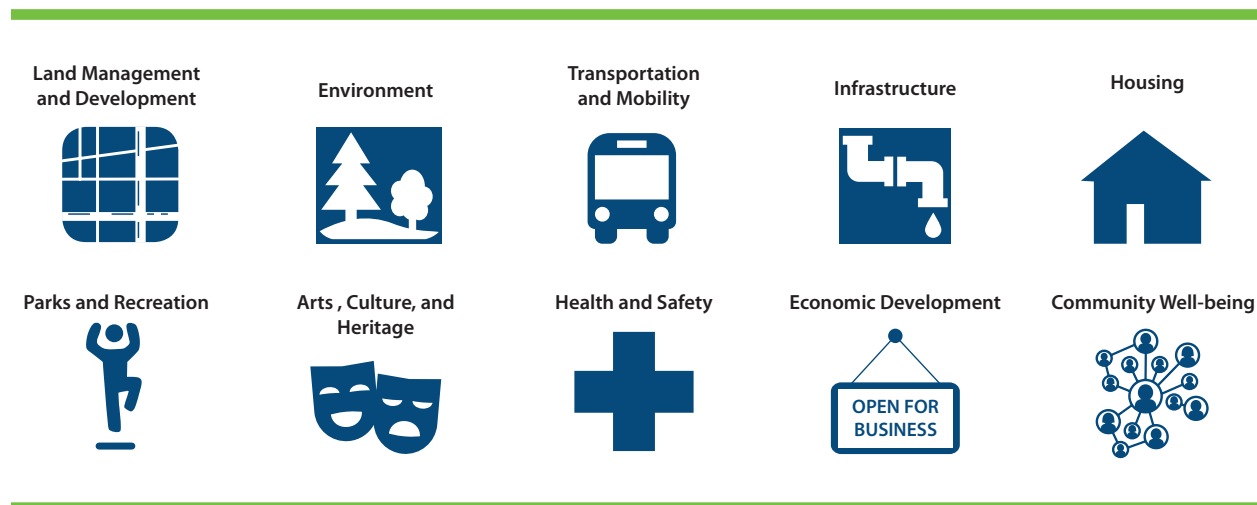 Land Management
and Development
Environment
Transportation
and Mobility
Infrastructure
Housing
Parks and Recreation
Arts , Culture, and
Heritage
Health and Safety
Economic Development
OPEN FOR
BUSINESS
Community Well-being